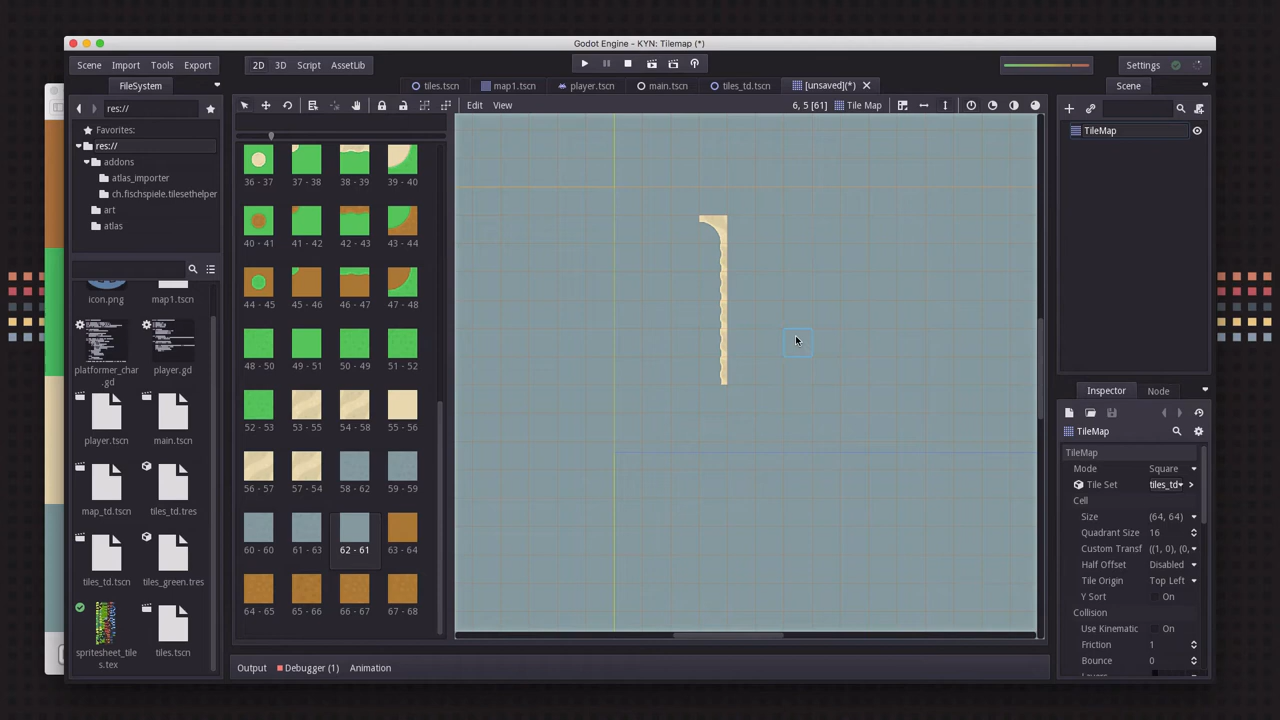 Godot Engine - KYN: Tilemap (*)
Scene Import Tools Export 2D 3D Script AssetLib Settings
FileSystem tiles.tscn map1.tscn player.tscn main.tscn tiles_td.tscn [unsaved](*) Scene
res:// Edit View 6, 5 [61] Tile Map
Favorites:
res://
addons
atlas_importer
ch.fischspiele.tilesethelper
art
atlas
icon.png map1.tscn
platformer_char.gd player.gd
player.tscn main.tscn
map_td.tscn tiles_td.tres
tiles_td.tscn tiles_green.tres
spritesheet_tiles.tex tiles.tscn
36 - 37 37 - 38 38 - 39 39 - 40
40 - 41 41 - 42 42 - 43 43 - 44
44 - 45 45 - 46 46 - 47 47 - 48
48 - 50 49 - 51 50 - 49 51 - 52
52 - 53 53 - 55 54 - 58 55 - 56
56 - 57 57 - 54 58 - 62 59 - 59
60 - 60 61 - 63 62 - 61 63 - 64
64 - 65 65 - 66 66 - 67 67 - 68
Output Debugger (1) Animation
TileMap
Inspector Node
TileMap
TileMap
Mode Square
Tile Set tiles_td
Cell
Size (64, 64)
Quadrant Size 16
Custom Transf ((1, 0), (0,
Half Offset Disabled
Tile Origin Top Left
Y Sort On
Collision
Use Kinematic On
Friction 1
Bounce 0